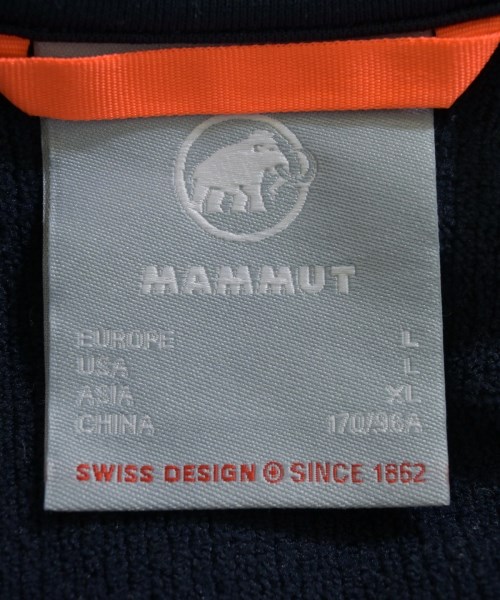 MAMMUT
EUROPE L
USA L
ASIA XL
CHINA 170/96A
SWISS DESIGN SINCE 1862